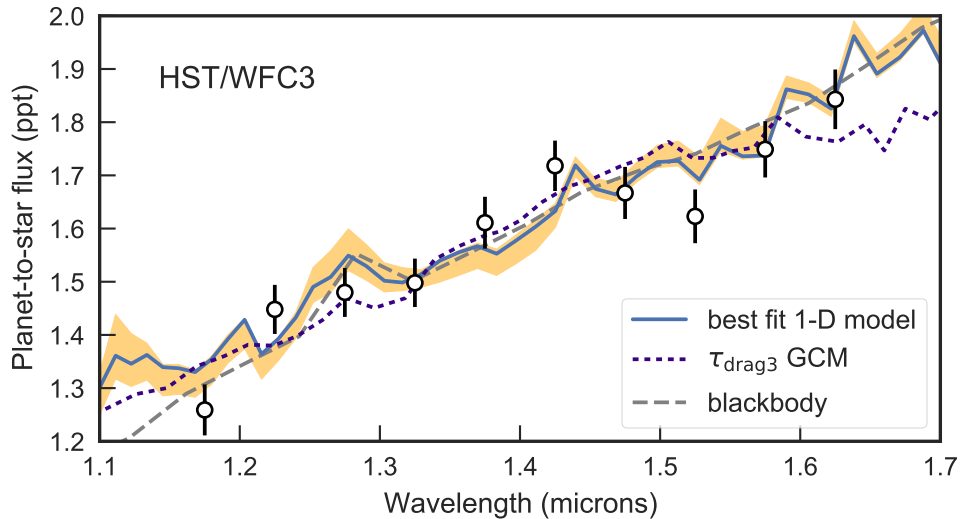 2.0
1.9
1.8
1.7
1.6
1.5
1.4
1.3
1.2
Planet-to-star flux (ppt)
HST/WFC3
best fit 1-D model
τdrag3 GCM
blackbody
1.1 1.2 1.3 1.4 1.5 1.6 1.7
Wavelength (microns)